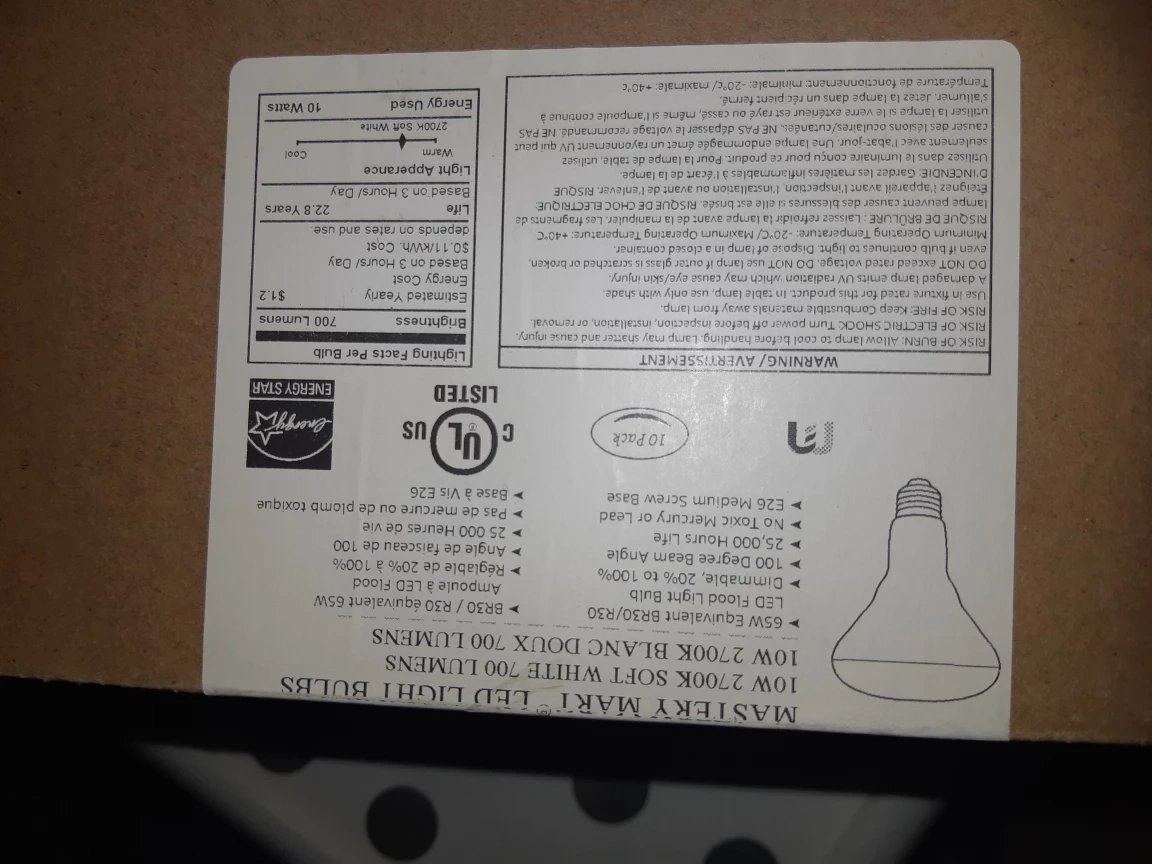 MASTERY MART® LED LIGHT BULBS
10W 2700K SOFT WHITE 700 LUMENS
10W 2700K BLANC DOUX 700 LUMENS
➤ 65W Equivalent BR30/R30
LED Flood Light Bulb
➤ Dimmable, 20% to 100%
➤ 100 Degree Beam Angle
➤ 25,000 Hours Life
➤ No Toxic Mercury or Lead
➤ E26 Medium Screw Base
➤ BR30 / R30 équivalent 65W
Ampoule à LED Flood
➤ Réglable de 20% à 100%
➤ Angle de faisceau de 100
➤ 25 000 Heures de vie
➤ Pas de mercure ou de plomb toxique
➤ Base à Vis E26
10 Pack
C UL® US
LISTED
energy
ENERGY STAR
WARNING/ AVERTISSEMENT
RISK OF BURN: Allow lamp to cool before handling. Lamp may shatter and cause injury.
RISK OF ELECTRIC SHOCK: Turn power off before inspection, installation, or removal.
RISK OF FIRE: Keep Combustible materials away from lamp.
Use in fixture rated for this product. In table lamp, use only with shade.
A damaged lamp emits UV radiation which may cause eye/skin injury.
DO NOT exceed rated voltage. DO NOT use lamp if outer glass is scratched or broken,
even if bulb continues to light. Dispose of lamp in a closed container.
Minimum Operating Temperature: -20°C/ Maximum Operating Temperature: +40°C
RISQUE DE BRÛLURE : Laissez refroidir la lampe avant de la manipuler. Les fragments de
lampe peuvent causer des blessures si elle est brisée. RISQUE DE CHOC ELECTRIQUE:
Éteignez l'appareil avant l'inspection, l'installation ou avant de l'enlever. RISQUE
D'INCENDIE: Gardez les matières inflammables à l'écart de la lampe.
Utilisez dans le luminaire conçu pour ce produit. Pour la lampe de table, utilisez
seulement avec l'abat-jour. Une lampe endommagée émet un rayonnement UV qui peut
causer des lésions oculaires/cutanées. NE PAS dépasser le voltage recommandé. NE PAS
utiliser la lampe si le verre extérieur est rayé ou cassé, même si l'ampoule continue à
s'allumer. Jetez la lampe dans un récipient fermé.
Température de fonctionnement: minimale: -20°c/ maximale: +40°c
Lighting Facts Per Bulb
Brightness 700 Lumens
Estimated Yearly $1.2
Energy Cost
Based on 3 Hours/ Day
$0.11/kWh. Cost
depends on rates and use.
Life 22.8 Years
Based on 3 Hours/ Day
Light Apperance
Warm Cool
2700K Soft White
Energy Used 10 Watts